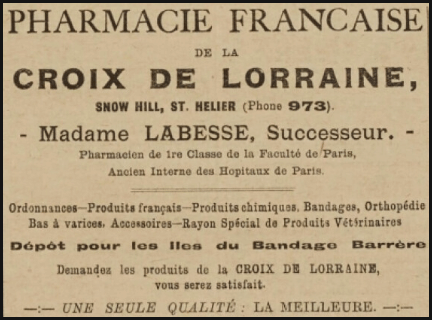 PHARMACIE FRANCAISE
DE LA
CROIX DE LORRAINE,
SNOW HILL, ST. HELIER (Phone 973).
- Madame LABESSE, Successeur. -
Pharmacien de 1re Classe de la Faculté de Paris,
Ancien Interne des Hopitaux de Paris.
Ordonnances—Produits français—Produits chimiques, Bandages, Orthopédie
Bas à varices, Accessoires—Rayon Spécial de Produits Vétérinaires
Dépôt pour les Iles du Bandage Barrère
Demandez les produits de la CROIX DE LORRAINE,
vous serez satisfait.
—:— UNE SEULE QUALITÉ : LA MEILLEURE. —:—